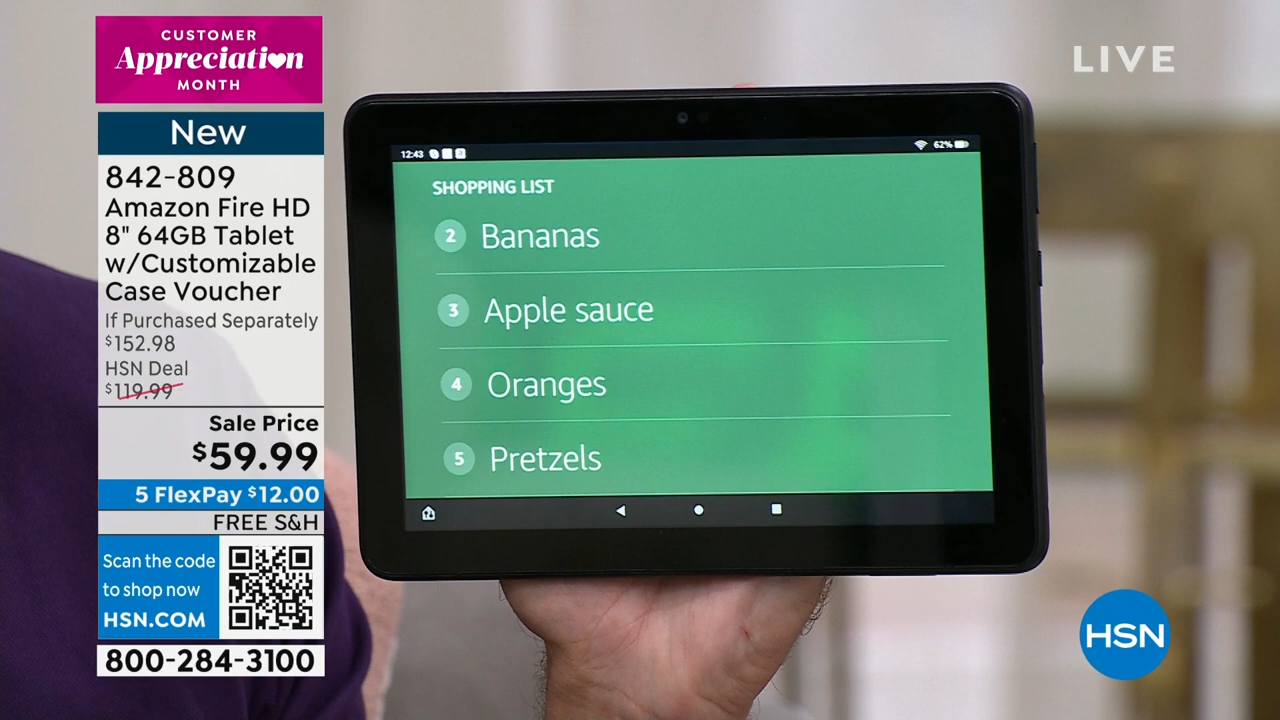 CUSTOMER
Appreciation
MONTH
New
842-809
Amazon Fire HD
8" 64GB Tablet
w/Customizable
Case Voucher
If Purchased Separately
$152.98
HSN Deal
$119.99
Sale Price
$59.99
5 FlexPay $12.00
FREE S&H
Scan the code
to shop now
HSN.COM
800-284-3100
LIVE
12:43
62%
SHOPPING LIST
2 Bananas
3 Apple sauce
4 Oranges
5 Pretzels
HSN